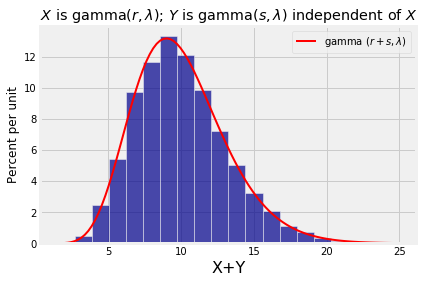 X is gamma(r, λ); Y is gamma(s, λ) independent of X
gamma (r + s, λ)
Percent per unit
12
10
8
6
4
2
0
5 10 15 20 25
X+Y